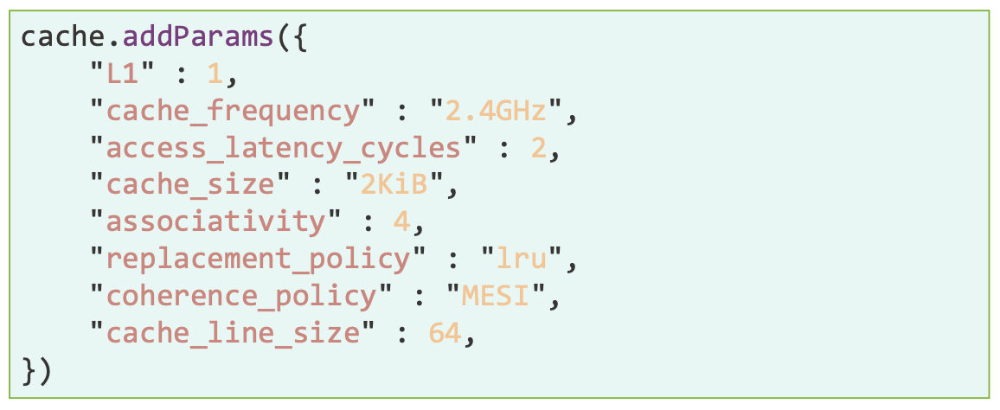 cache.addParams({
    "L1" : 1,
    "cache_frequency" : "2.4GHz",
    "access_latency_cycles" : 2,
    "cache_size" : "2KiB",
    "associativity" : 4,
    "replacement_policy" : "lru",
    "coherence_policy" : "MESI",
    "cache_line_size" : 64,
})